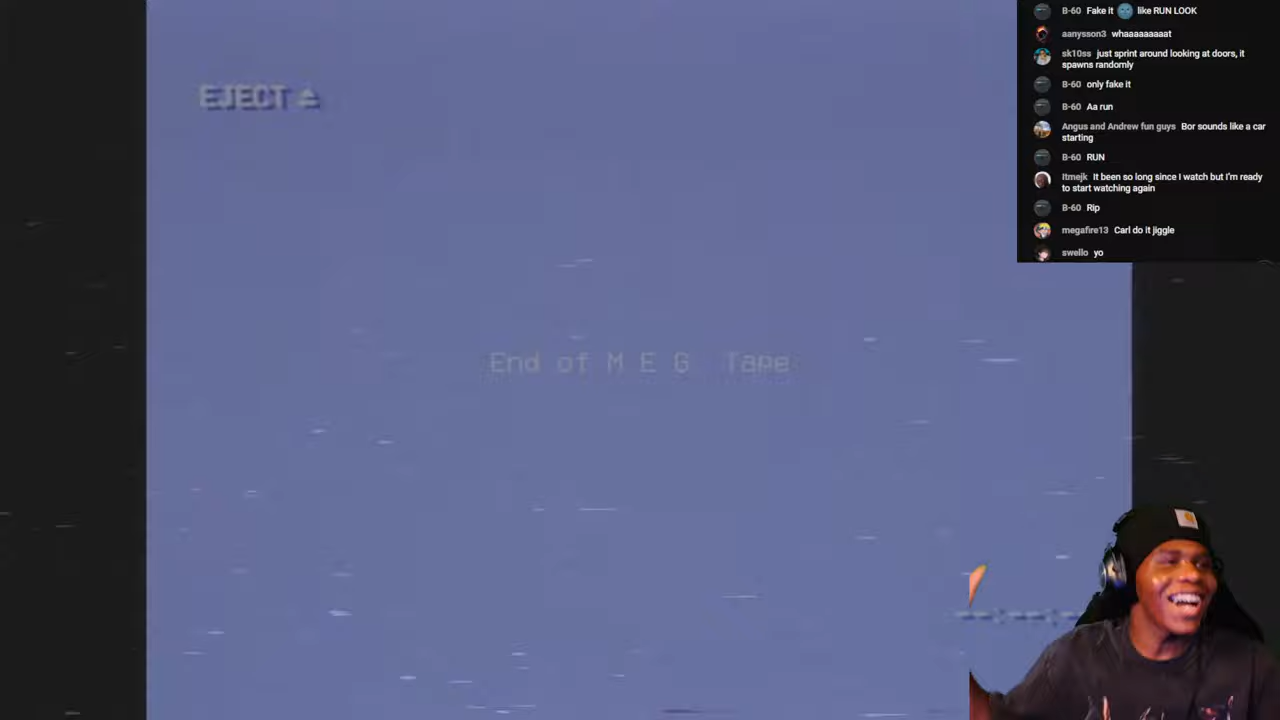 EJECT ⏏
End of M E G Tape
B-60 Fake it 🌚 like RUN LOOK
aanysson3 whaaaaaaaat
sk10ss just sprint around looking at doors, it
spawns randomly
B-60 only fake it
B-60 Aa run
Angus and Andrew fun guys Bor sounds like a car
starting
B-60 RUN
Itmejk It been so long since I watch but I'm ready
to start watching again
B-60 Rip
megafire13 Carl do it jiggle
swello yo